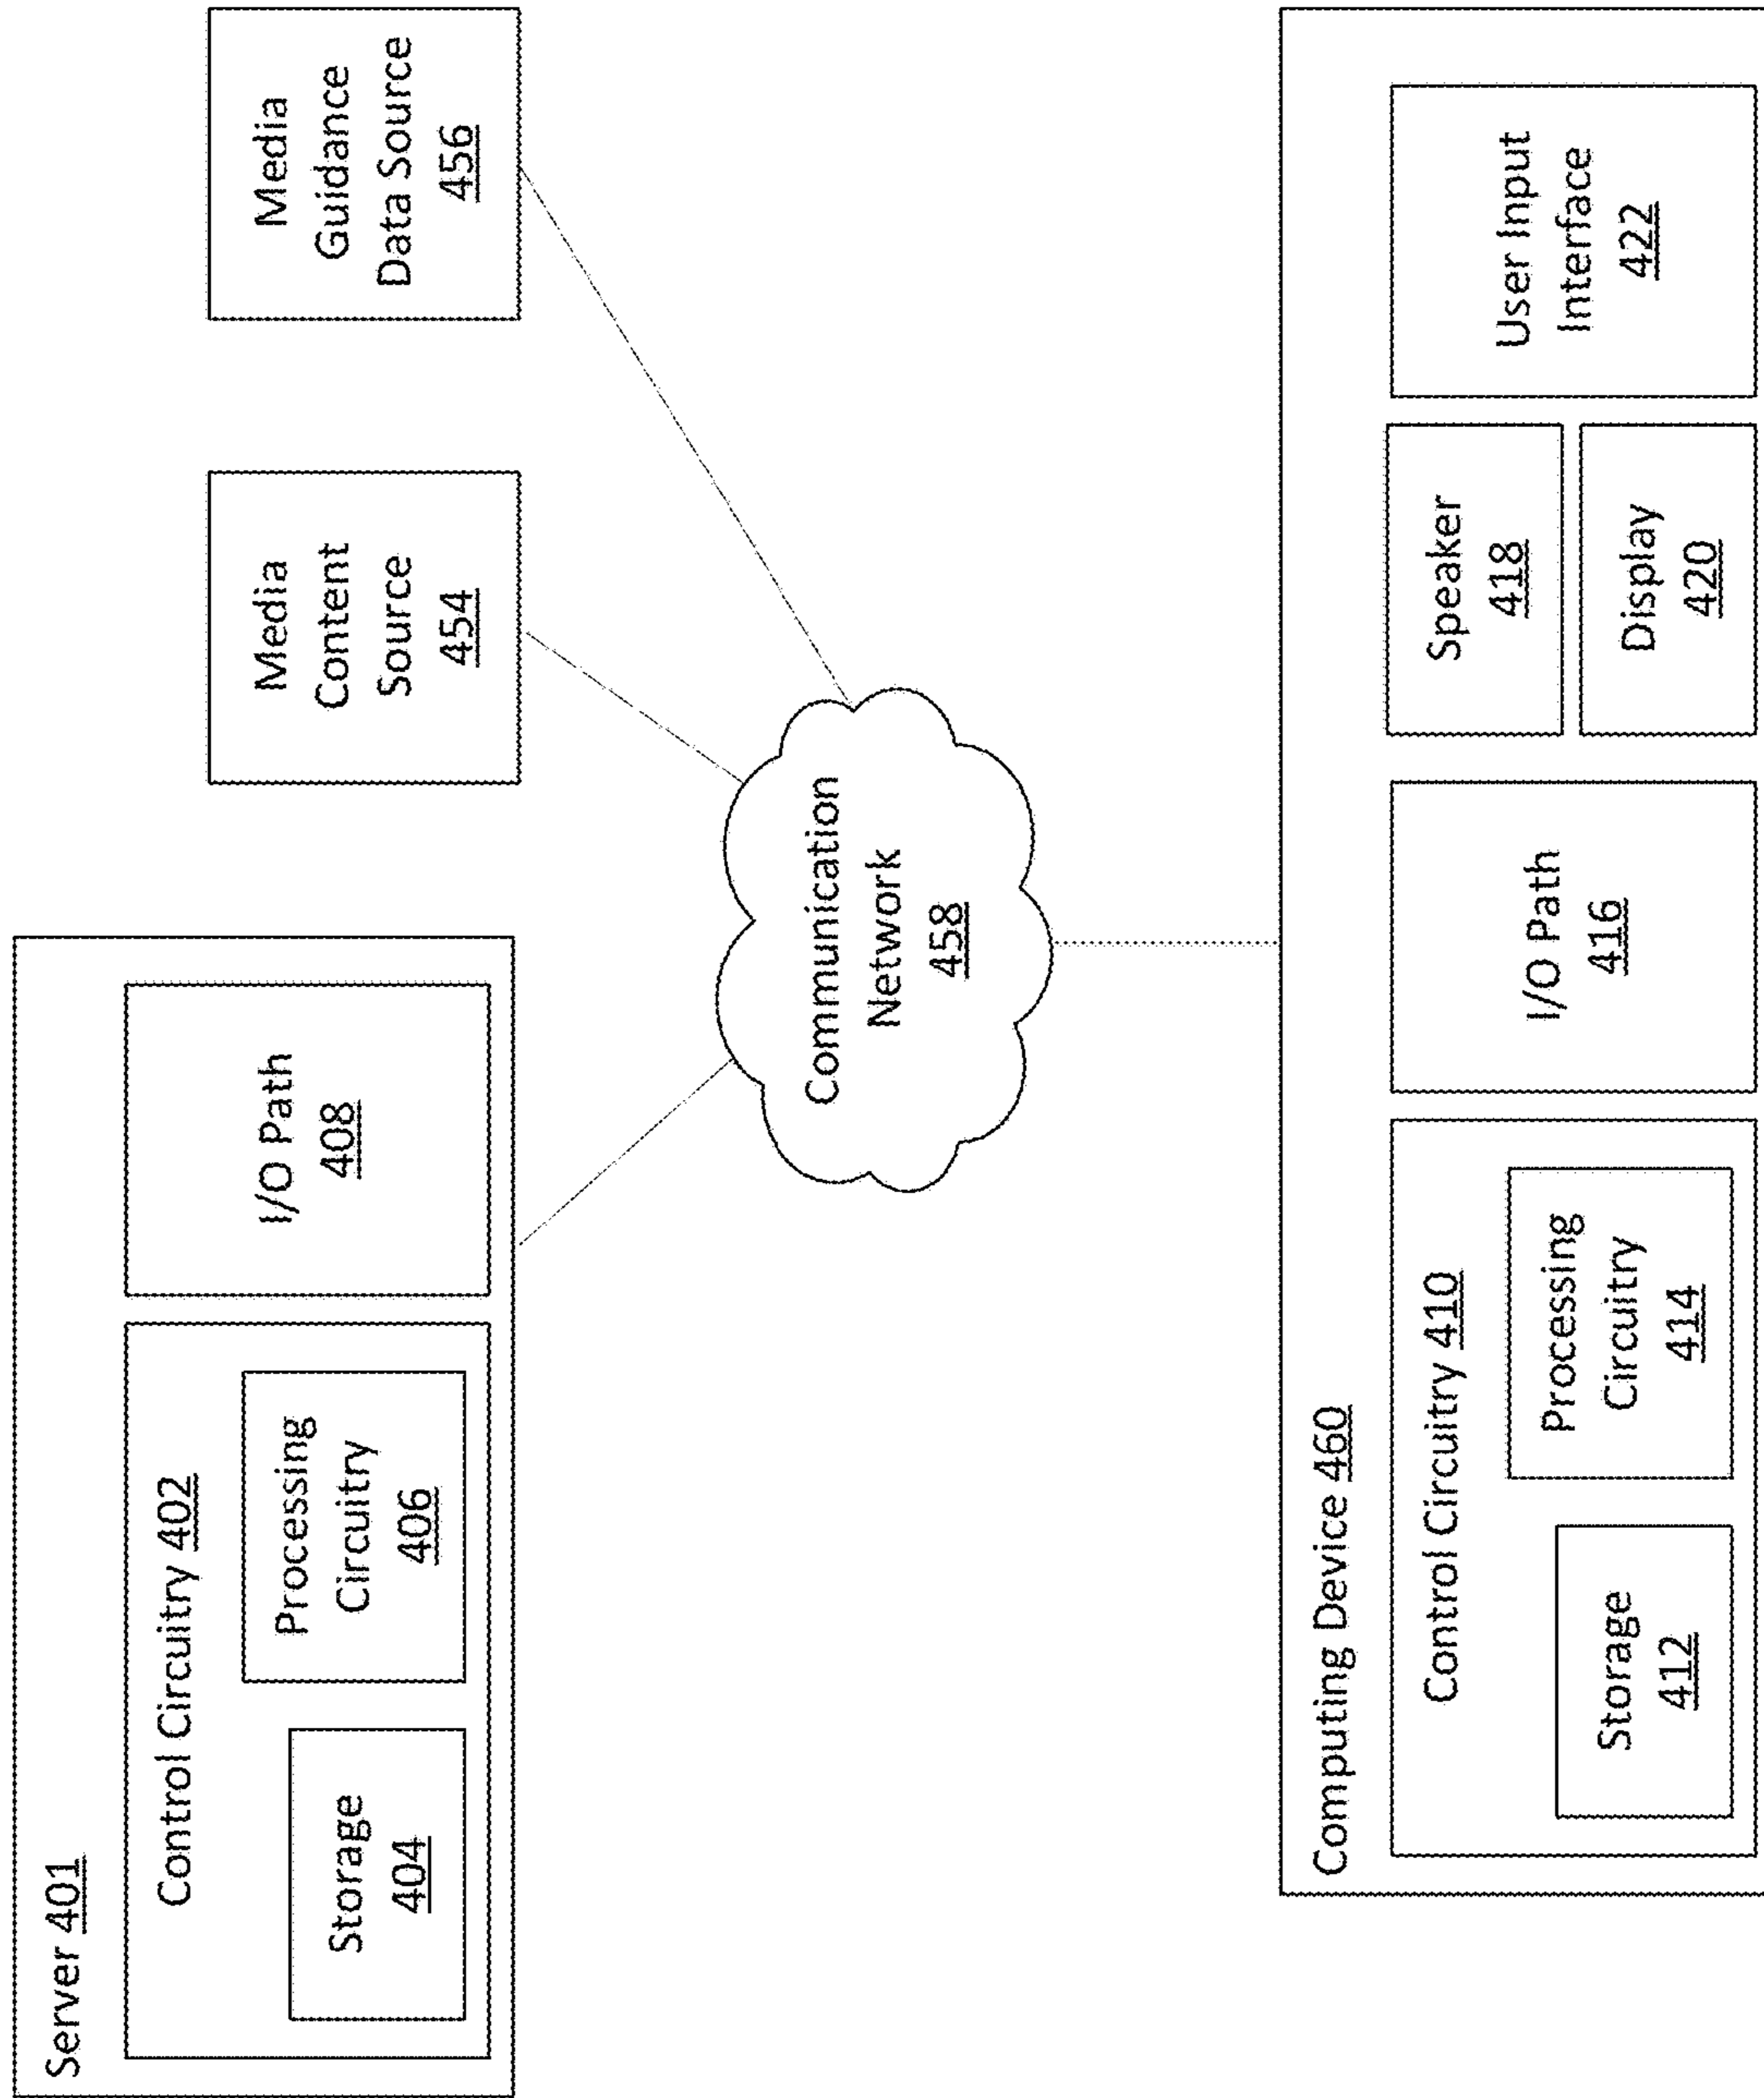 Server 401
Control Circuitry 402
Storage
404
Processing
Circuitry
406
I/O Path
408
Media
Content
Source
454
Media
Guidance
Data Source
456
Communication
Network
458
Computing Device 460
Control Circuitry 410
Storage
412
Processing
Circuitry
414
I/O Path
416
Speaker
418
Display
420
User Input
Interface
422